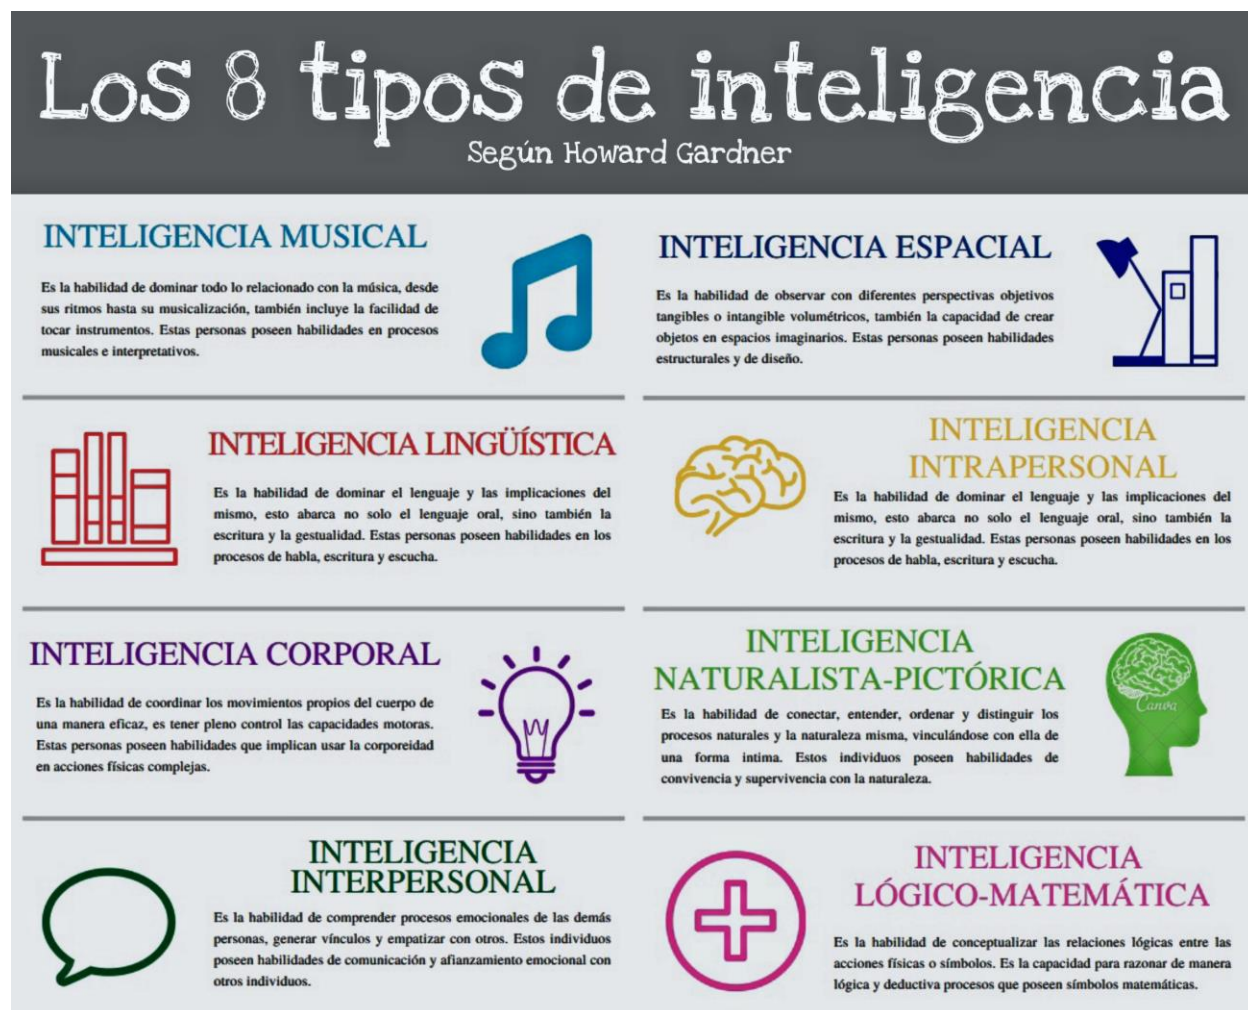 Los 8 tipos de inteligencia
Según Howard Gardner
INTELIGENCIA MUSICAL
Es la habilidad de dominar todo lo relacionado con la música, desde
sus ritmos hasta su musicalización, también incluye la facilidad de
tocar instrumentos. Estas personas poseen habilidades en procesos
musicales e interpretativos.
INTELIGENCIA ESPACIAL
Es la habilidad de observar con diferentes perspectivas objetivos
tangibles o intangible volumétricos, también la capacidad de crear
objetos en espacios imaginarios. Estas personas poseen habilidades
estructurales y de diseño.
INTELIGENCIA LINGÜÍSTICA
Es la habilidad de dominar el lenguaje y las implicaciones del
mismo, esto abarca no solo el lenguaje oral, sino también la
escritura y la gestualidad. Estas personas poseen habilidades en los
procesos de habla, escritura y escucha.
INTELIGENCIA
INTRAPERSONAL
Es la habilidad de dominar el lenguaje y las implicaciones del
mismo, esto abarca no solo el lenguaje oral, sino también la
escritura y la gestualidad. Estas personas poseen habilidades en los
procesos de habla, escritura y escucha.
INTELIGENCIA CORPORAL
Es la habilidad de coordinar los movimientos propios del cuerpo de
una manera eficaz, es tener pleno control las capacidades motoras.
Estas personas poseen habilidades que implican usar la corporeidad
en acciones físicas complejas.
INTELIGENCIA
NATURALISTA-PICTÓRICA
Es la habilidad de conectar, entender, ordenar y distinguir los
procesos naturales y la naturaleza misma, vinculándose con ella de
una forma intima. Estos individuos poseen habilidades de
convivencia y supervivencia con la naturaleza.
Canva
INTELIGENCIA
INTERPERSONAL
Es la habilidad de comprender procesos emocionales de las demás
personas, generar vínculos y empatizar con otros. Estos individuos
poseen habilidades de comunicación y afianzamiento emocional con
otros individuos.
INTELIGENCIA
LÓGICO-MATEMÁTICA
Es la habilidad de conceptualizar las relaciones lógicas entre las
acciones físicas o símbolos. Es la capacidad para razonar de manera
lógica y deductiva procesos que poseen símbolos matemáticas.